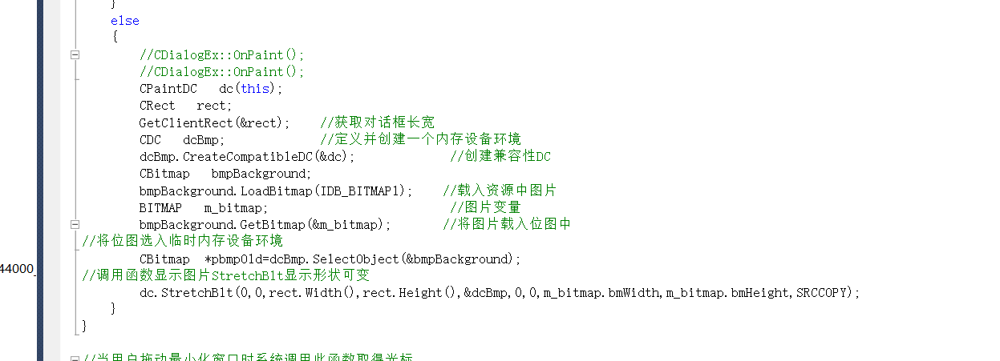 }
else
{
//CDialogEx::OnPaint();
//CDialogEx::OnPaint();
CPaintDC   dc(this);
CRect   rect;
GetClientRect(&rect);    //获取对话框长宽
CDC   dcBmp;             //定义并创建一个内存设备环境
dcBmp.CreateCompatibleDC(&dc);             //创建兼容性DC
CBitmap   bmpBackground;
bmpBackground.LoadBitmap(IDB_BITMAP1);    //载入资源中图片
BITMAP   m_bitmap;                         //图片变量
bmpBackground.GetBitmap(&m_bitmap);       //将图片载入位图中
//将位图选入临时内存设备环境
CBitmap  *pbmpOld=dcBmp.SelectObject(&bmpBackground);
44000
//调用函数显示图片StretchBlt显示形状可变
dc.StretchBlt(0,0,rect.Width(),rect.Height(),&dcBmp,0,0,m_bitmap.bmWidth,m_bitmap.bmHeight,SRCCOPY);
}
}
//当用户拖动最小化窗口时系统调用此函数取得光标